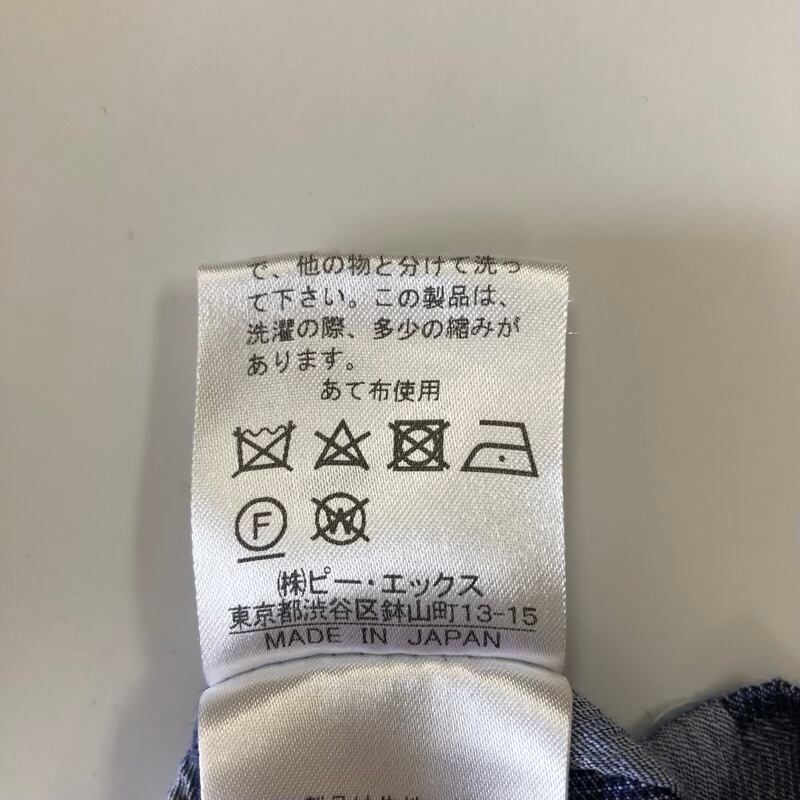 で、他の物と分けて洗っ
て下さい。この製品は、
洗濯の際、多少の縮みが
あります。
あて布使用
F W
㈱ピー・エックス
東京都渋谷区鉢山町13-15
MADE IN JAPAN